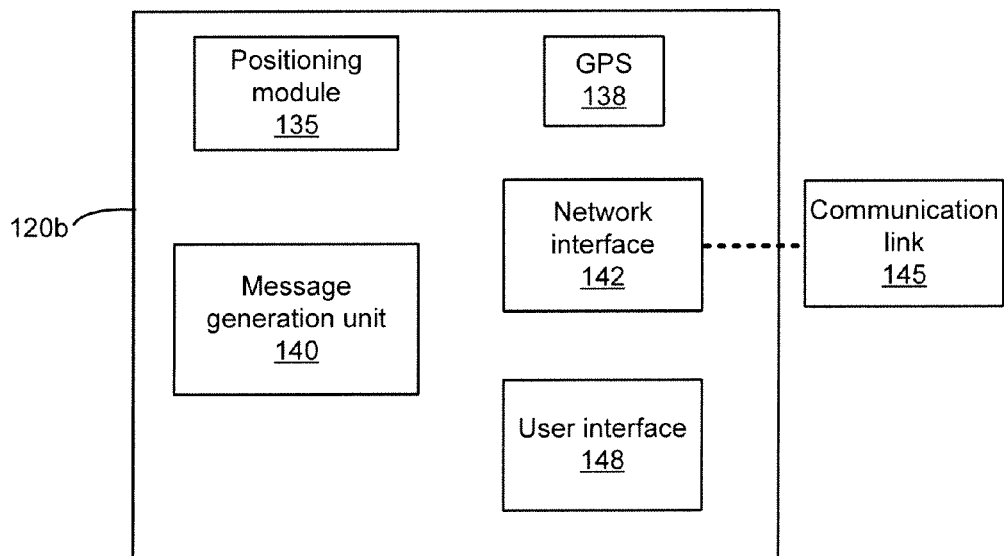 Positioning
module
135
GPS
138
120b
Network
interface
142
Communication
link
145
Message
generation unit
140
User interface
148